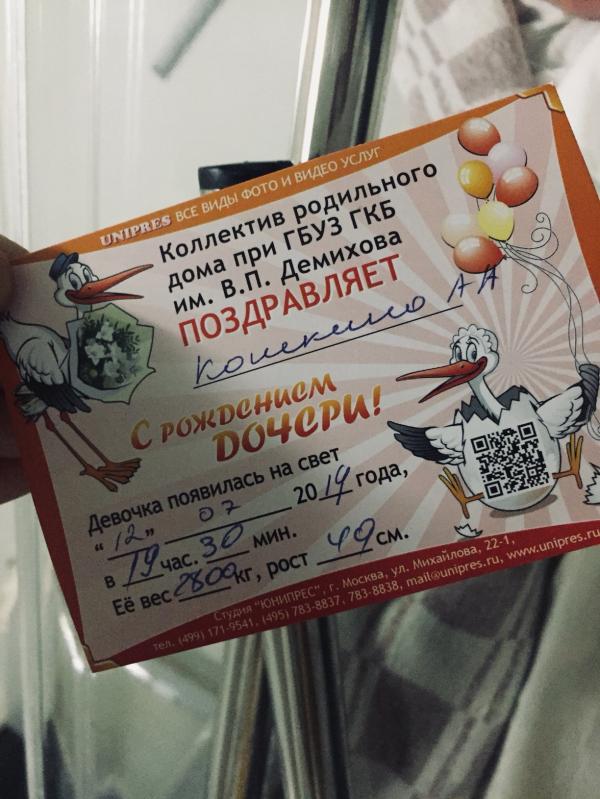 UNIPRES ВСЕ ВИДЫ ФОТО И ВИДЕО УСЛУГ
Коллектив родильного
дома при ГБУЗ ГКБ
им. В.П. Демихова
ПОЗДРАВЛЯЕТ
АА
С РОЖДЕНИЕМ
ДОЧЕРИ!
Девочка появилась на свет
"12" 07 2019 года,
в 19 час. 30 мин.
Её вес 2800 кг, рост 49 см.
Студия "ЮНИПРЕС", г. Москва, ул. Михайлова, 22-1,
тел. (499) 171-9541, (495) 783-8837, 783-8838, mail@unipres.ru, www.unipres.ru